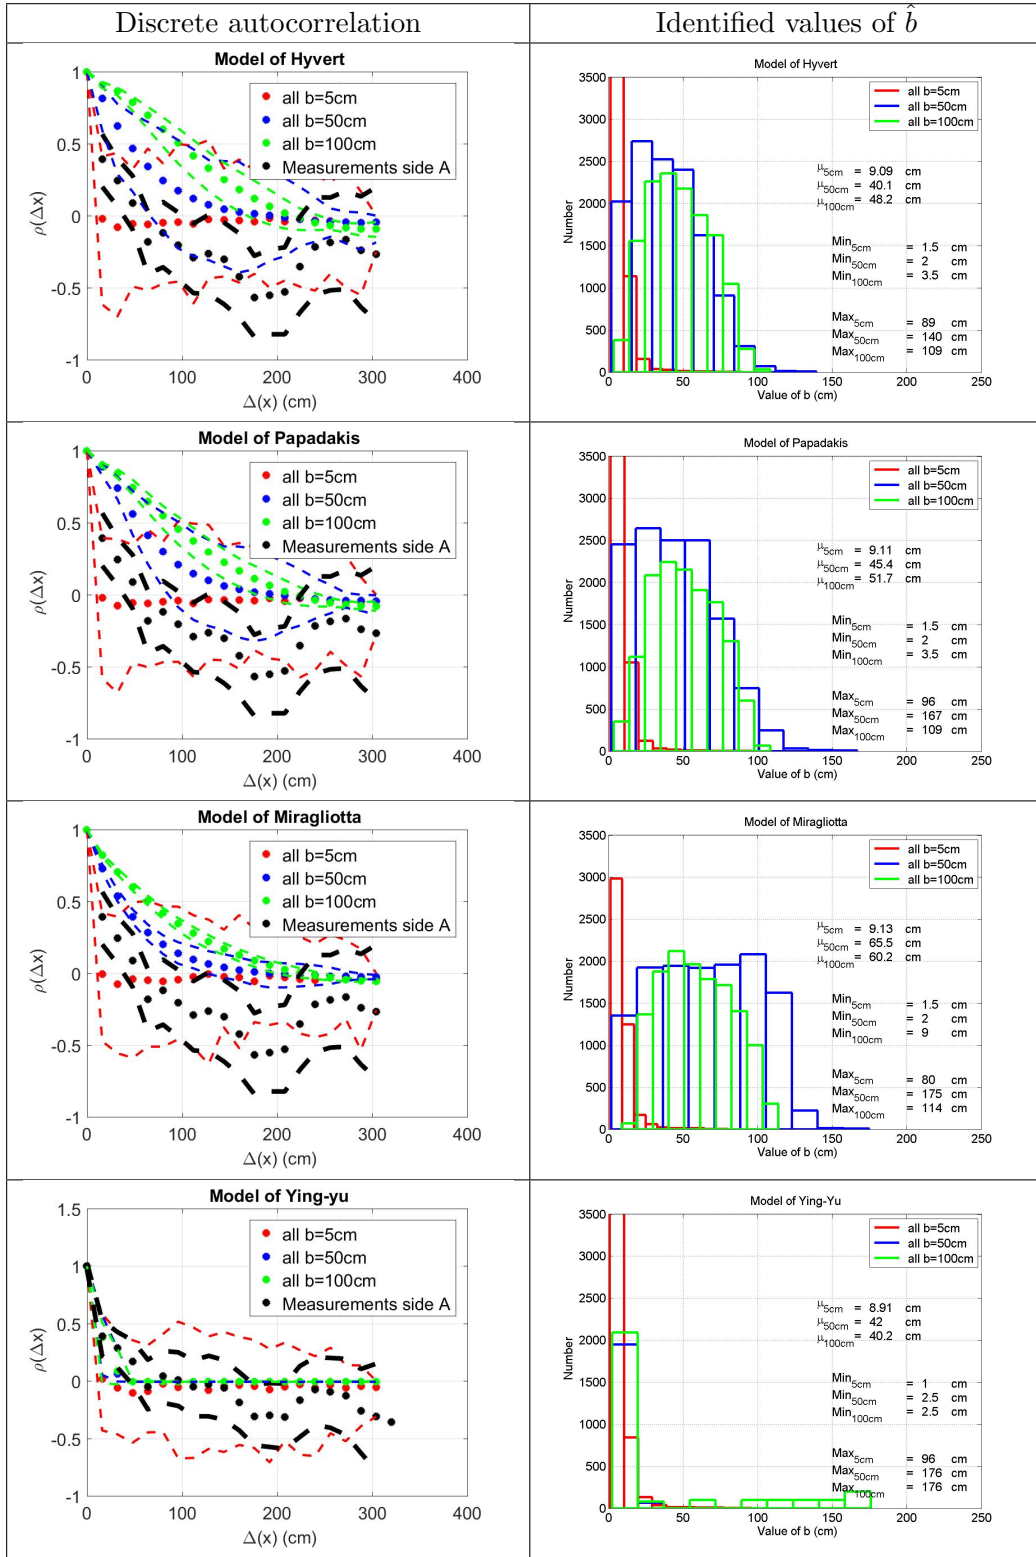 Discrete autocorrelation
Identified values of b̂
Model of Hyvert
1
0.5
0
-0.5
-1
ρ(Δx)
0 100 200 300 400
Δ(x) (cm)
all b=5cm
all b=50cm
all b=100cm
Measurements side A
Model of Hyvert
3500
3000
2500
2000
1500
1000
500
0
Number
0 50 100 150 200 250
Value of b (cm)
all b=5cm
all b=50cm
all b=100cm
μ5cm = 9.09 cm
μ50cm = 40.1 cm
μ100cm = 48.2 cm
Min5cm = 1.5 cm
Min50cm = 2 cm
Min100cm = 3.5 cm
Max5cm = 89 cm
Max50cm = 140 cm
Max100cm = 109 cm
Model of Papadakis
1
0.5
0
-0.5
-1
ρ(Δx)
0 100 200 300 400
Δ(x) (cm)
all b=5cm
all b=50cm
all b=100cm
Measurements side A
Model of Papadakis
3500
3000
2500
2000
1500
1000
500
0
Number
0 50 100 150 200 250
Value of b (cm)
all b=5cm
all b=50cm
all b=100cm
μ5cm = 9.11 cm
μ50cm = 45.4 cm
μ100cm = 51.7 cm
Min5cm = 1.5 cm
Min50cm = 2 cm
Min100cm = 3.5 cm
Max5cm = 96 cm
Max50cm = 167 cm
Max100cm = 109 cm
Model of Miragliotta
1
0.5
0
-0.5
-1
ρ(Δx)
0 100 200 300 400
Δ(x) (cm)
all b=5cm
all b=50cm
all b=100cm
Measurements side A
Model of Miragliotta
3500
3000
2500
2000
1500
1000
500
0
Number
0 50 100 150 200 250
Value of b (cm)
all b=5cm
all b=50cm
all b=100cm
μ5cm = 9.13 cm
μ50cm = 65.5 cm
μ100cm = 60.2 cm
Min5cm = 1.5 cm
Min50cm = 2 cm
Min100cm = 9 cm
Max5cm = 80 cm
Max50cm = 175 cm
Max100cm = 114 cm
Model of Ying-yu
1.5
1
0.5
0
-0.5
-1
ρ(Δx)
0 100 200 300 400
Δ(x) (cm)
all b=5cm
all b=50cm
all b=100cm
Measurements side A
Model of Ying-Yu
3500
3000
2500
2000
1500
1000
500
0
Number
0 50 100 150 200 250
Value of b (cm)
all b=5cm
all b=50cm
all b=100cm
μ5cm = 8.91 cm
μ50cm = 42 cm
μ100cm = 40.2 cm
Min5cm = 1 cm
Min50cm = 2.5 cm
Min100cm = 2.5 cm
Max5cm = 96 cm
Max50cm = 176 cm
Max100cm = 176 cm